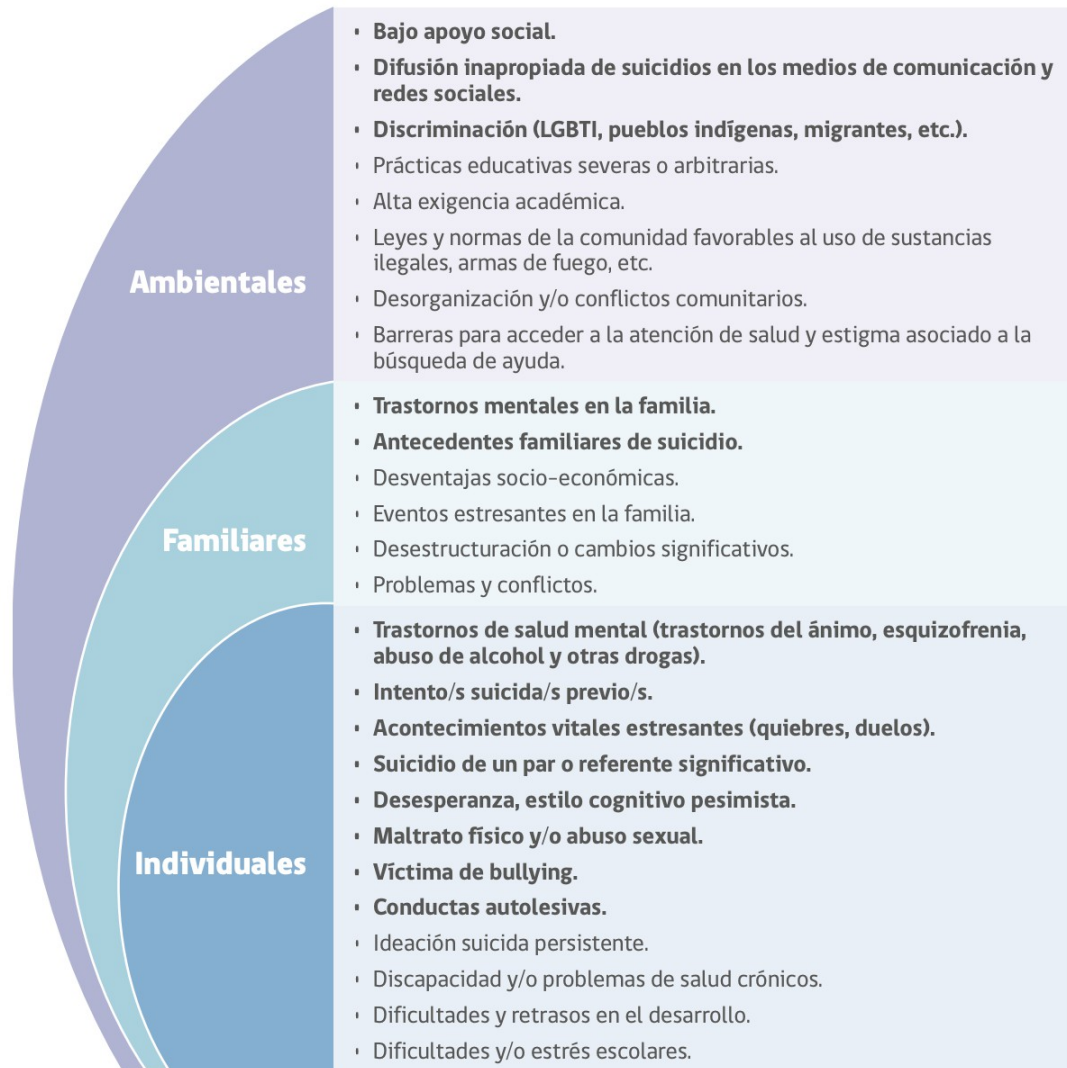 Ambientales
• Bajo apoyo social.
• Difusión inapropiada de suicidios en los medios de comunicación y
redes sociales.
• Discriminación (LGBTI, pueblos indígenas, migrantes, etc.).
• Prácticas educativas severas o arbitrarias.
• Alta exigencia académica.
• Leyes y normas de la comunidad favorables al uso de sustancias
ilegales, armas de fuego, etc.
• Desorganización y/o conflictos comunitarios.
• Barreras para acceder a la atención de salud y estigma asociado a la
búsqueda de ayuda.
Familiares
• Trastornos mentales en la familia.
• Antecedentes familiares de suicidio.
• Desventajas socio-económicas.
• Eventos estresantes en la familia.
• Desestructuración o cambios significativos.
• Problemas y conflictos.
Individuales
• Trastornos de salud mental (trastornos del ánimo, esquizofrenia,
abuso de alcohol y otras drogas).
• Intento/s suicida/s previo/s.
• Acontecimientos vitales estresantes (quiebres, duelos).
• Suicidio de un par o referente significativo.
• Desesperanza, estilo cognitivo pesimista.
• Maltrato físico y/o abuso sexual.
• Víctima de bullying.
• Conductas autolesivas.
• Ideación suicida persistente.
• Discapacidad y/o problemas de salud crónicos.
• Dificultades y retrasos en el desarrollo.
• Dificultades y/o estrés escolares.